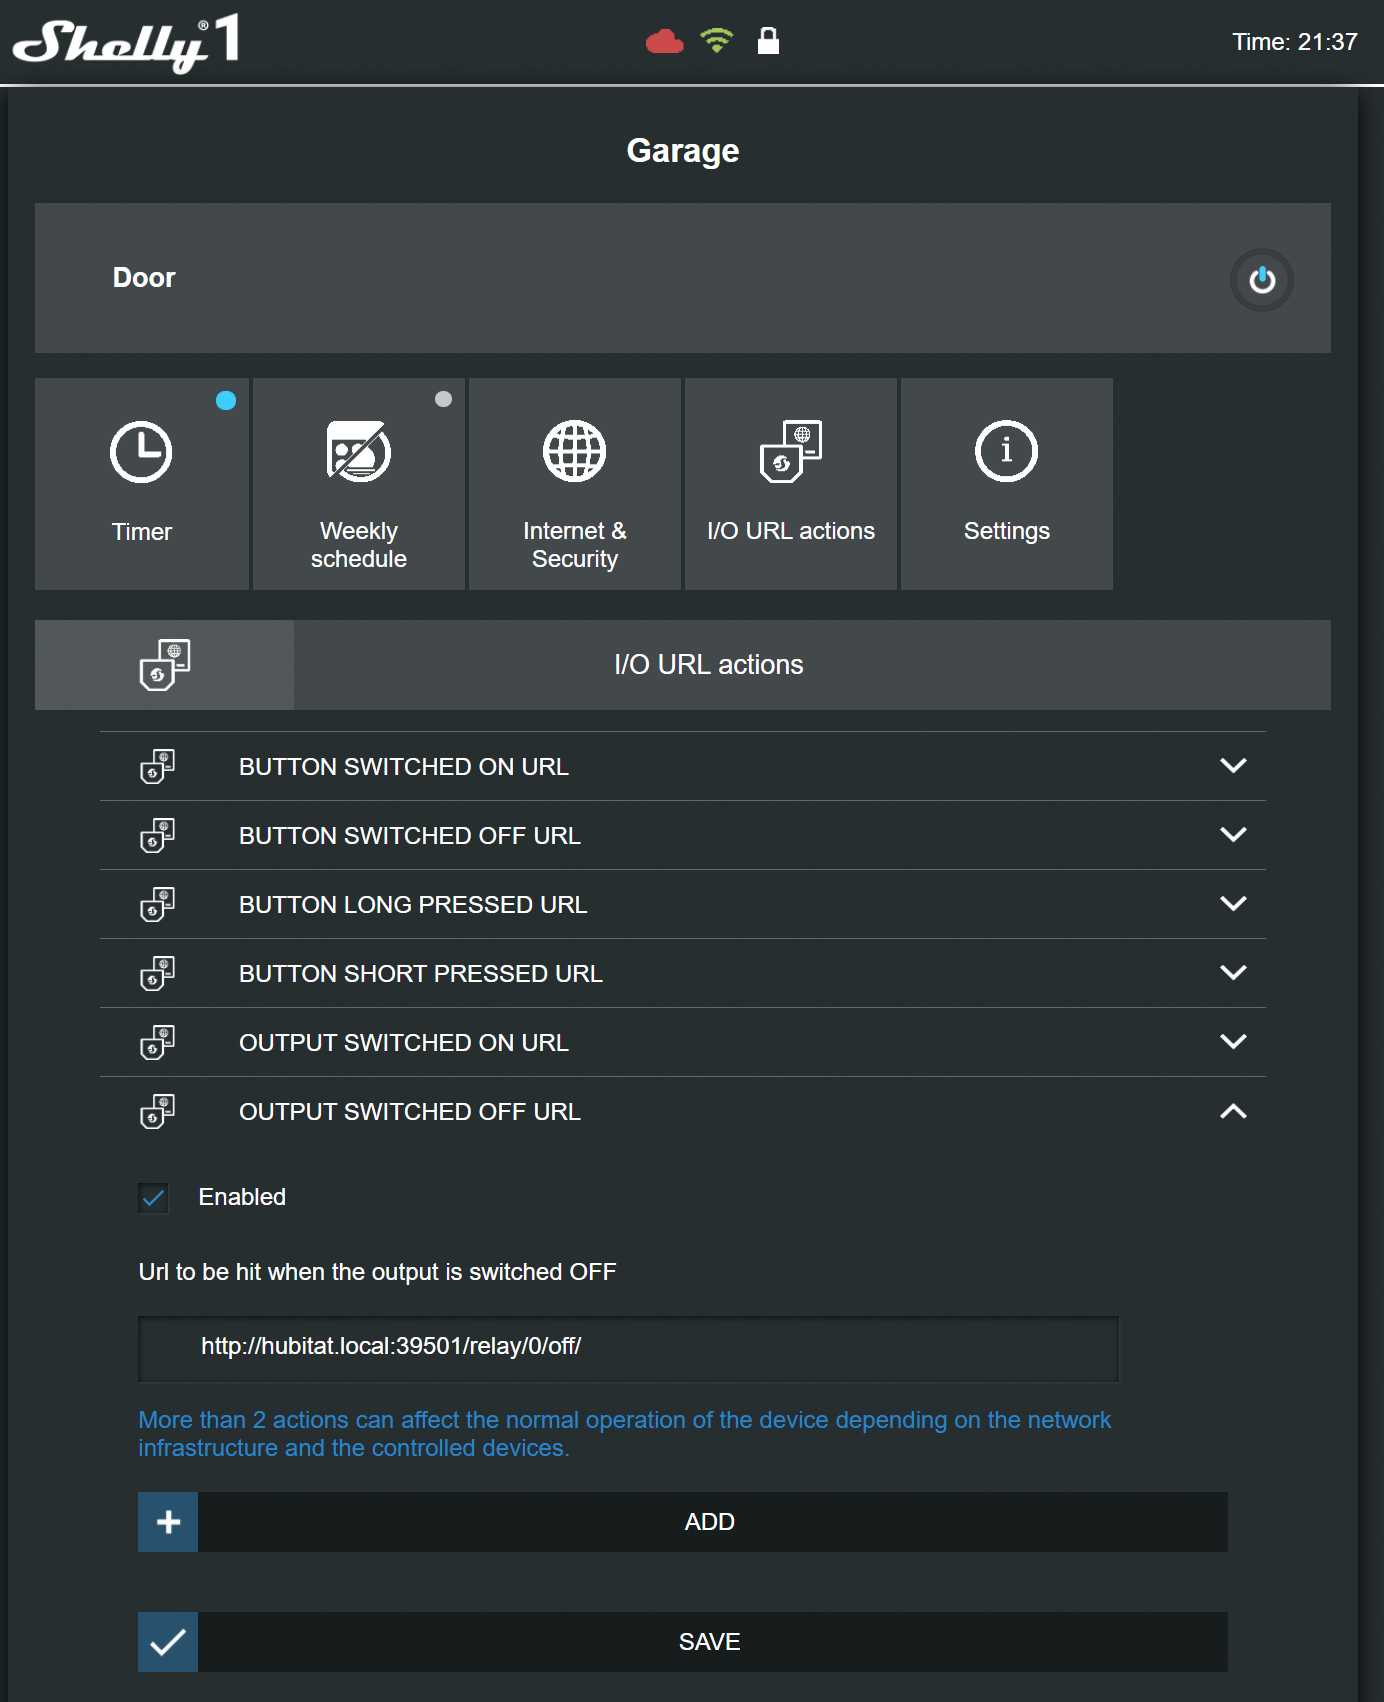 Shelly®1
Time: 21:37
Garage
Door
Timer
Weekly
schedule
Internet &
Security
I/O URL actions
Settings
I/O URL actions
BUTTON SWITCHED ON URL
BUTTON SWITCHED OFF URL
BUTTON LONG PRESSED URL
BUTTON SHORT PRESSED URL
OUTPUT SWITCHED ON URL
OUTPUT SWITCHED OFF URL
Enabled
Url to be hit when the output is switched OFF
http://hubitat.local:39501/relay/0/off/
More than 2 actions can affect the normal operation of the device depending on the network
infrastructure and the controlled devices.
ADD
SAVE